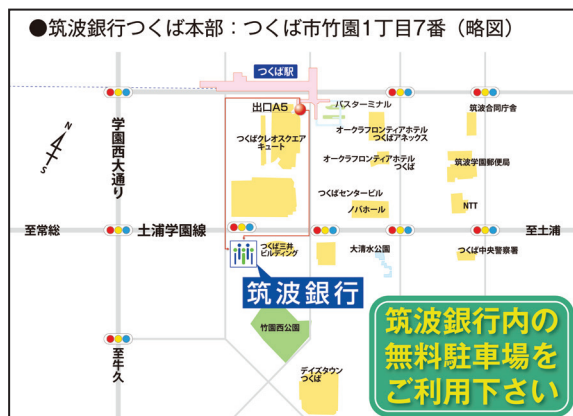 ●筑波銀行つくば本部：つくば市竹園1丁目7番（略図）
つくば駅
出口A5
バスターミナル
筑波合同庁舎
学園西大通り
N
S
つくばクレオスクエア
キュート
オークラフロンティアホテル
つくばアネックス
オークラフロンティアホテル
つくば
筑波学園郵便局
つくばセンタービル
ノバホール
NTT
至常総
土浦学園線
至土浦
つくば三井
ビルディング
大清水公園
つくば中央警察署
筑波銀行
竹園西公園
至牛久
デイズタウン
つくば
筑波銀行内の
無料駐車場を
ご利用下さい